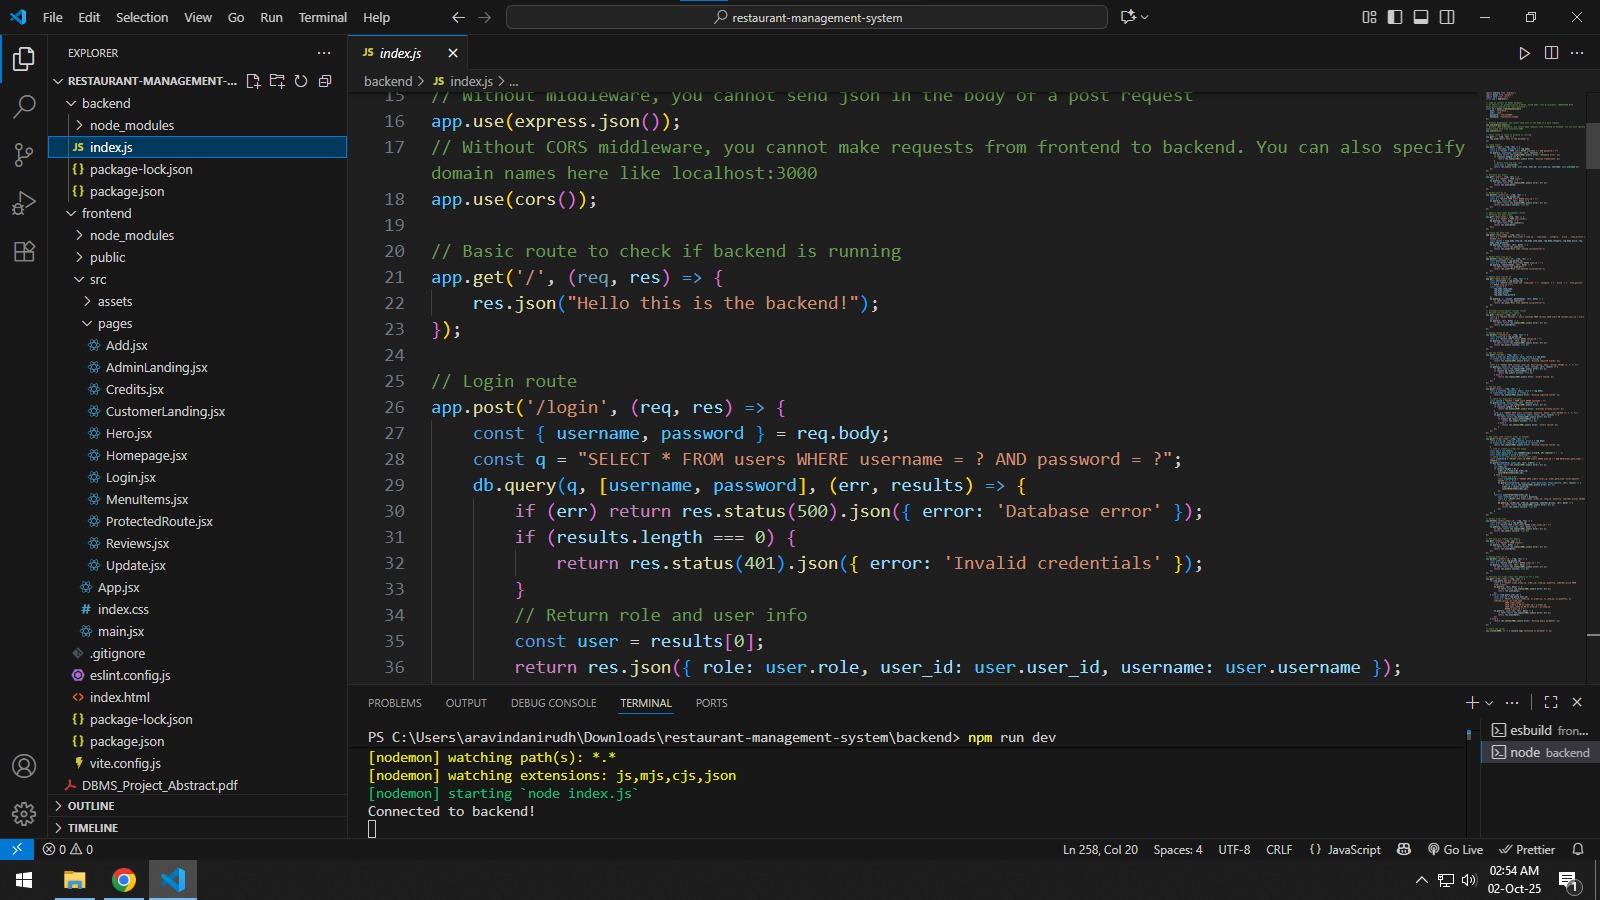 File Edit Selection View Go Run Terminal Help
restaurant-management-system
EXPLORER
RESTAURANT-MANAGEMENT-...
backend
node_modules
JS index.js
{} package-lock.json
{} package.json
frontend
node_modules
public
src
assets
pages
Add.jsx
AdminLanding.jsx
Credits.jsx
CustomerLanding.jsx
Hero.jsx
Homepage.jsx
Login.jsx
MenuItems.jsx
ProtectedRoute.jsx
Reviews.jsx
Update.jsx
App.jsx
# index.css
main.jsx
.gitignore
eslint.config.js
<> index.html
{} package-lock.json
{} package.json
vite.config.js
DBMS_Project_Abstract.pdf
OUTLINE
TIMELINE
JS index.js
backend > JS index.js > ...
15 // Without middleware, you cannot send json in the body of a post request
16 app.use(express.json());
17 // Without CORS middleware, you cannot make requests from frontend to backend. You can also specify
domain names here like localhost:3000
18 app.use(cors());
19
20 // Basic route to check if backend is running
21 app.get('/', (req, res) => {
22 res.json("Hello this is the backend!");
23 });
24
25 // Login route
26 app.post('/login', (req, res) => {
27 const { username, password } = req.body;
28 const q = "SELECT * FROM users WHERE username = ? AND password = ?";
29 db.query(q, [username, password], (err, results) => {
30 if (err) return res.status(500).json({ error: 'Database error' });
31 if (results.length === 0) {
32 return res.status(401).json({ error: 'Invalid credentials' });
33 }
34 // Return role and user info
35 const user = results[0];
36 return res.json({ role: user.role, user_id: user.user_id, username: user.username });
PROBLEMS OUTPUT DEBUG CONSOLE TERMINAL PORTS
PS C:\Users\aravindanirudh\Downloads\restaurant-management-system\backend> npm run dev
[nodemon] watching path(s): *.*
[nodemon] watching extensions: js,mjs,cjs,json
[nodemon] starting `node index.js`
Connected to backend!
esbuild fron...
node backend
0 0
Ln 258, Col 20 Spaces: 4 UTF-8 CRLF {} JavaScript Go Live Prettier
02:54 AM
02-Oct-25
1